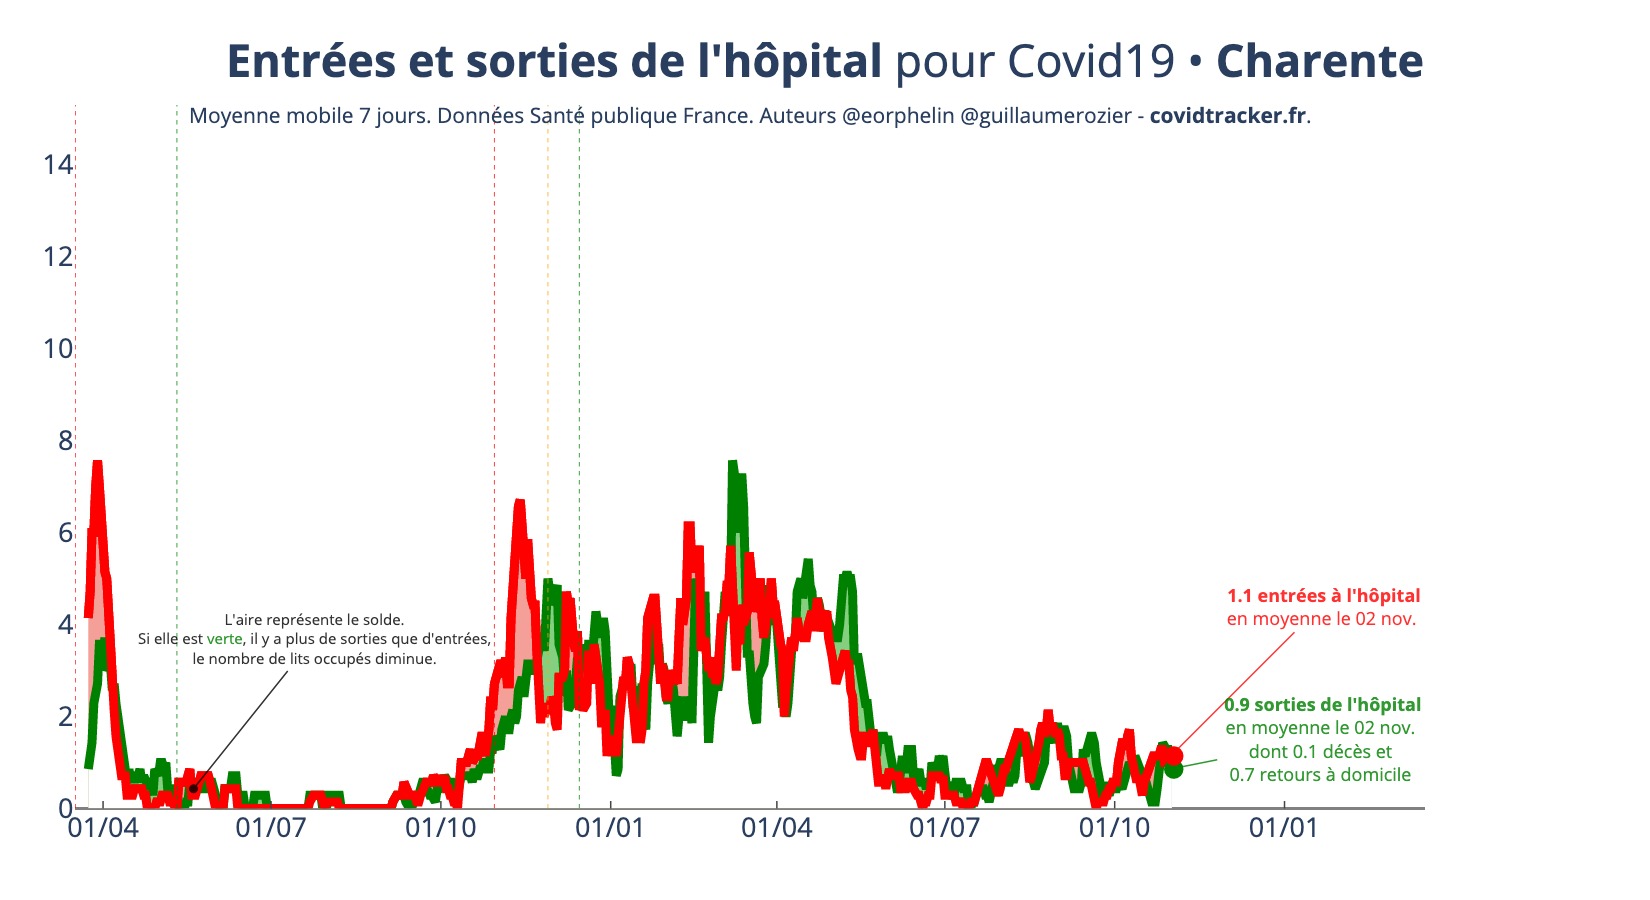 Entrées et sorties de l'hôpital pour Covid19 • Charente
Moyenne mobile 7 jours. Données Santé publique France. Auteurs @eorphelin @guillaumerozier - covidtracker.fr.
14
12
10
8
6
4
2
0
L'aire représente le solde.
Si elle est verte, il y a plus de sorties que d'entrées,
le nombre de lits occupés diminue.
1.1 entrées à l'hôpital
en moyenne le 02 nov.
0.9 sorties de l'hôpital
en moyenne le 02 nov.
dont 0.1 décès et
0.7 retours à domicile
01/04 01/07 01/10 01/01 01/04 01/07 01/10 01/01